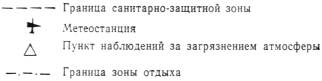 Граница санитарно-защитной зоны
Метеостанция
Пункт наблюдений за загрязнением атмосферы
Граница зоны отдыха